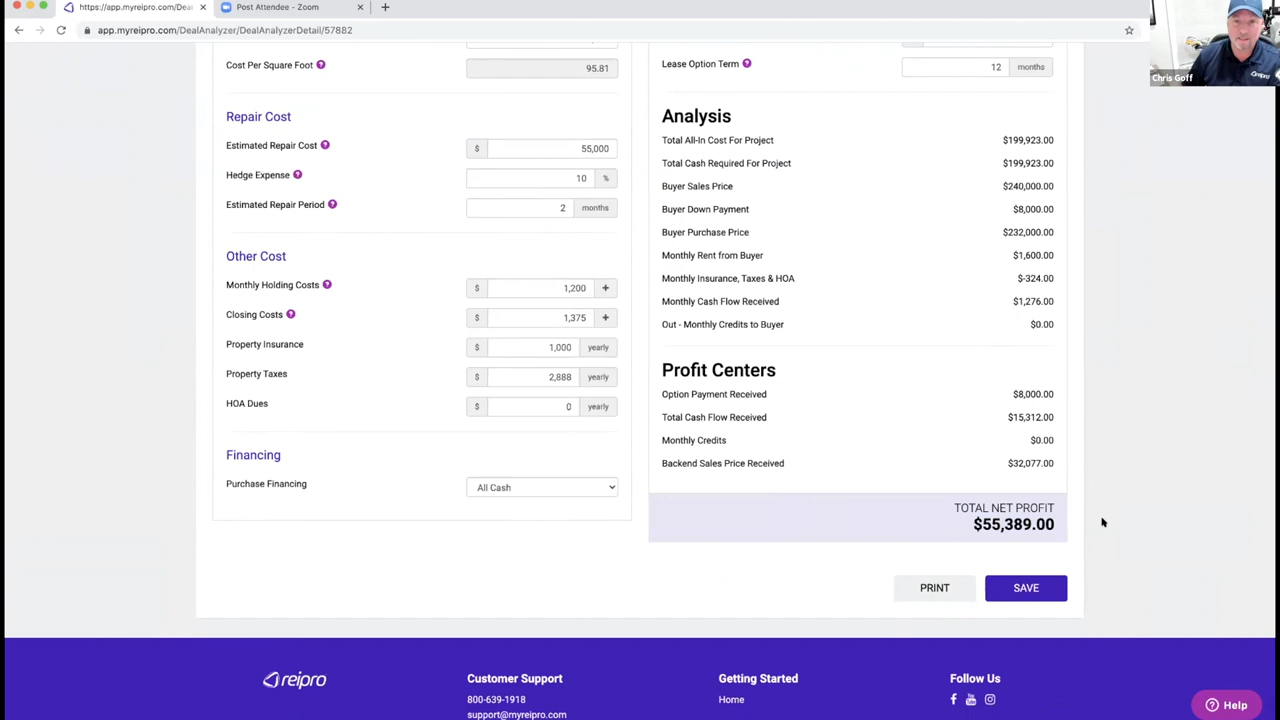 https://app.myreipro.com/Dea
Post Attendee - Zoom
app.myreipro.com/DealAnalyzer/DealAnalyzerDetail/57882
Chris Goff
Cost Per Square Foot ? 95.81
Repair Cost
Estimated Repair Cost ? $ 55,000
Hedge Expense ? 10 %
Estimated Repair Period ? 2 months
Other Cost
Monthly Holding Costs ? $ 1,200 +
Closing Costs ? $ 1,375 +
Property Insurance $ 1,000 yearly
Property Taxes $ 2,888 yearly
HOA Dues $ 0 yearly
Financing
Purchase Financing All Cash
Lease Option Term ? 12 months
Analysis
Total All-In Cost For Project $199,923.00
Total Cash Required For Project $199,923.00
Buyer Sales Price $240,000.00
Buyer Down Payment $8,000.00
Buyer Purchase Price $232,000.00
Monthly Rent from Buyer $1,600.00
Monthly Insurance, Taxes & HOA $-324.00
Monthly Cash Flow Received $1,276.00
Out - Monthly Credits to Buyer $0.00
Profit Centers
Option Payment Received $8,000.00
Total Cash Flow Received $15,312.00
Monthly Credits $0.00
Backend Sales Price Received $32,077.00
TOTAL NET PROFIT
$55,389.00
PRINT SAVE
reipro
Customer Support
800-639-1918
support@myreipro.com
Getting Started
Home
Follow Us
? Help